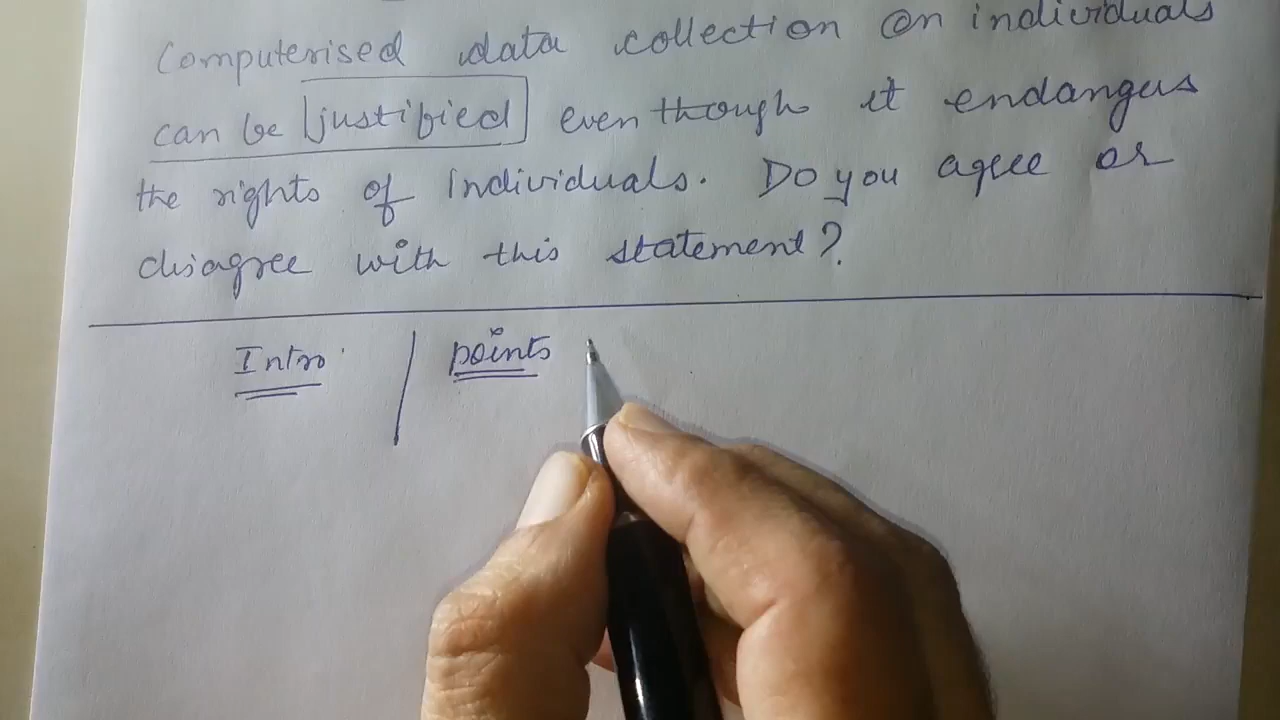 Computerised data collection on individuals
can be justified even though it endangers
the rights of individuals. Do you agree or
disagree with this statement?
Intro points